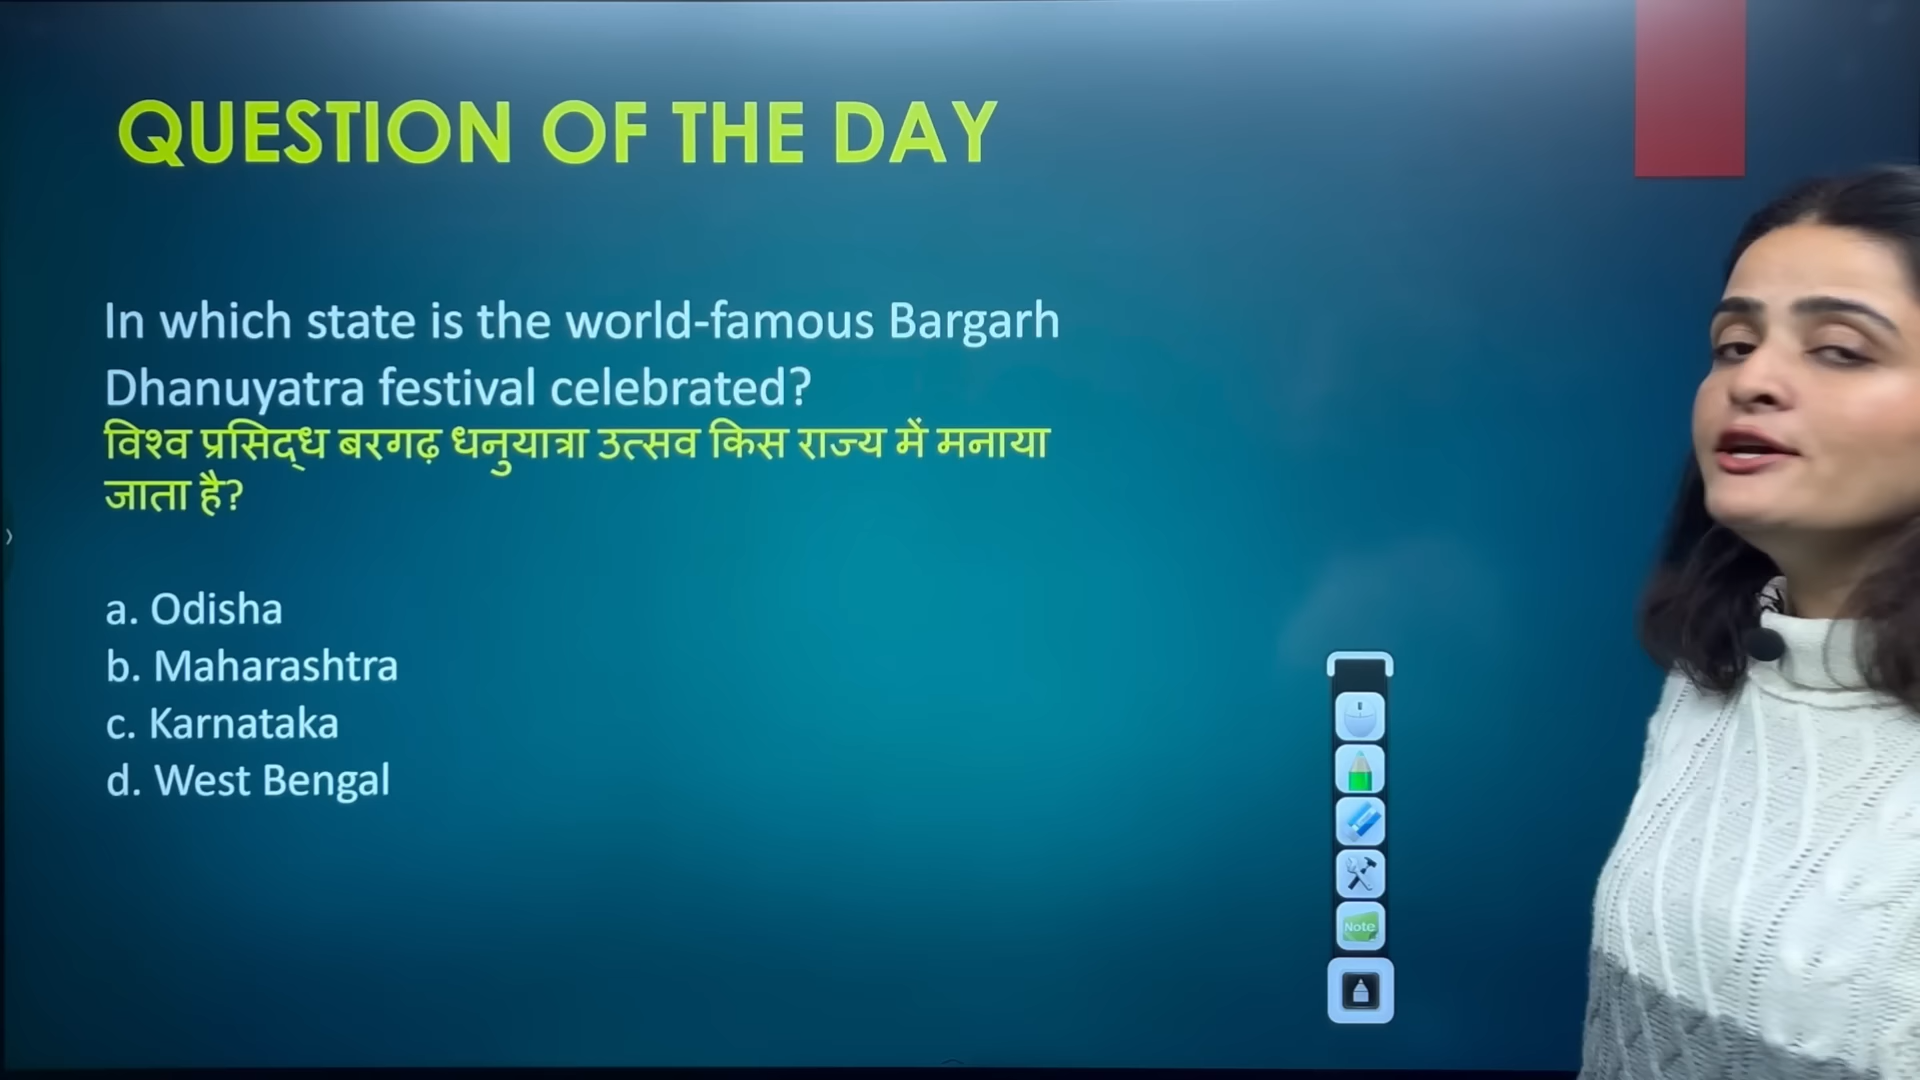 QUESTION OF THE DAY
In which state is the world-famous Bargarh
Dhanuyatra festival celebrated?
विश्व प्रसिद्ध बरगढ़ धनुयात्रा उत्सव किस राज्य में मनाया
जाता है?
a. Odisha
b. Maharashtra
c. Karnataka
d. West Bengal
Note